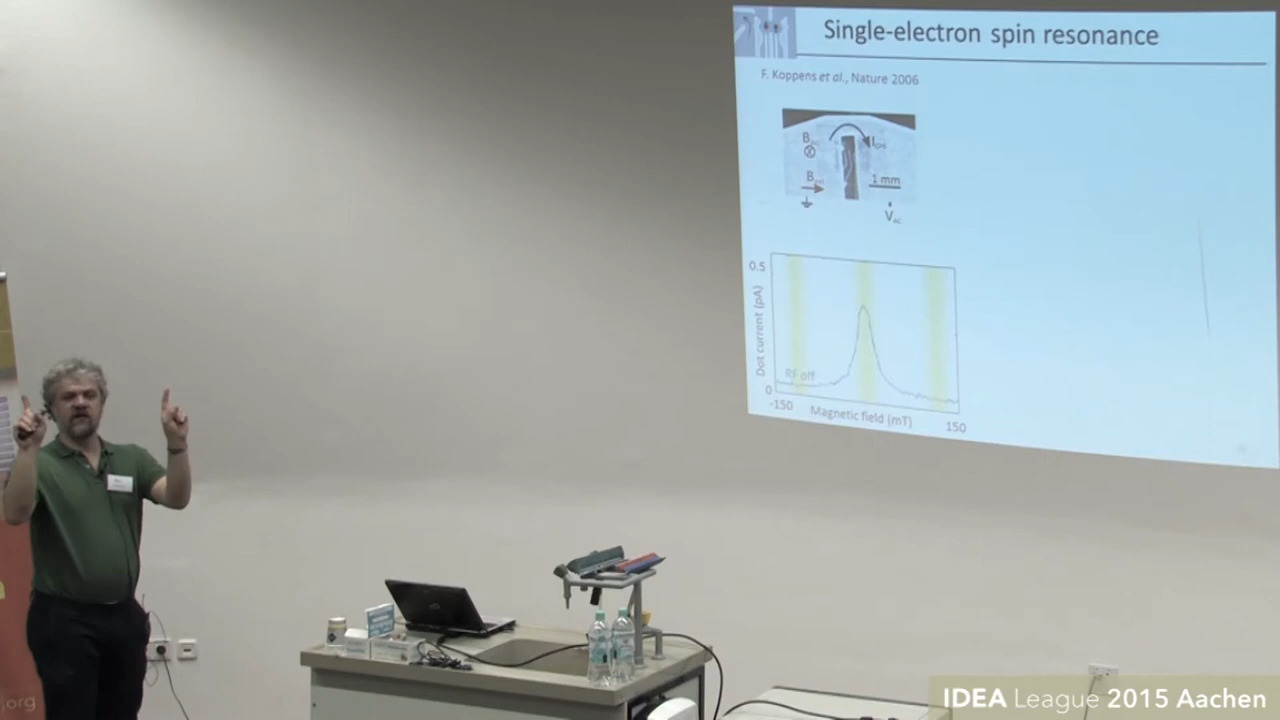 Single-electron spin resonance
F. Koppens et al., Nature 2006
B
I
B
1 mm
V
0.5
Dot current (pA)
RF off
0
-150
Magnetic field (mT)
150
.org
IDEA League 2015 Aachen